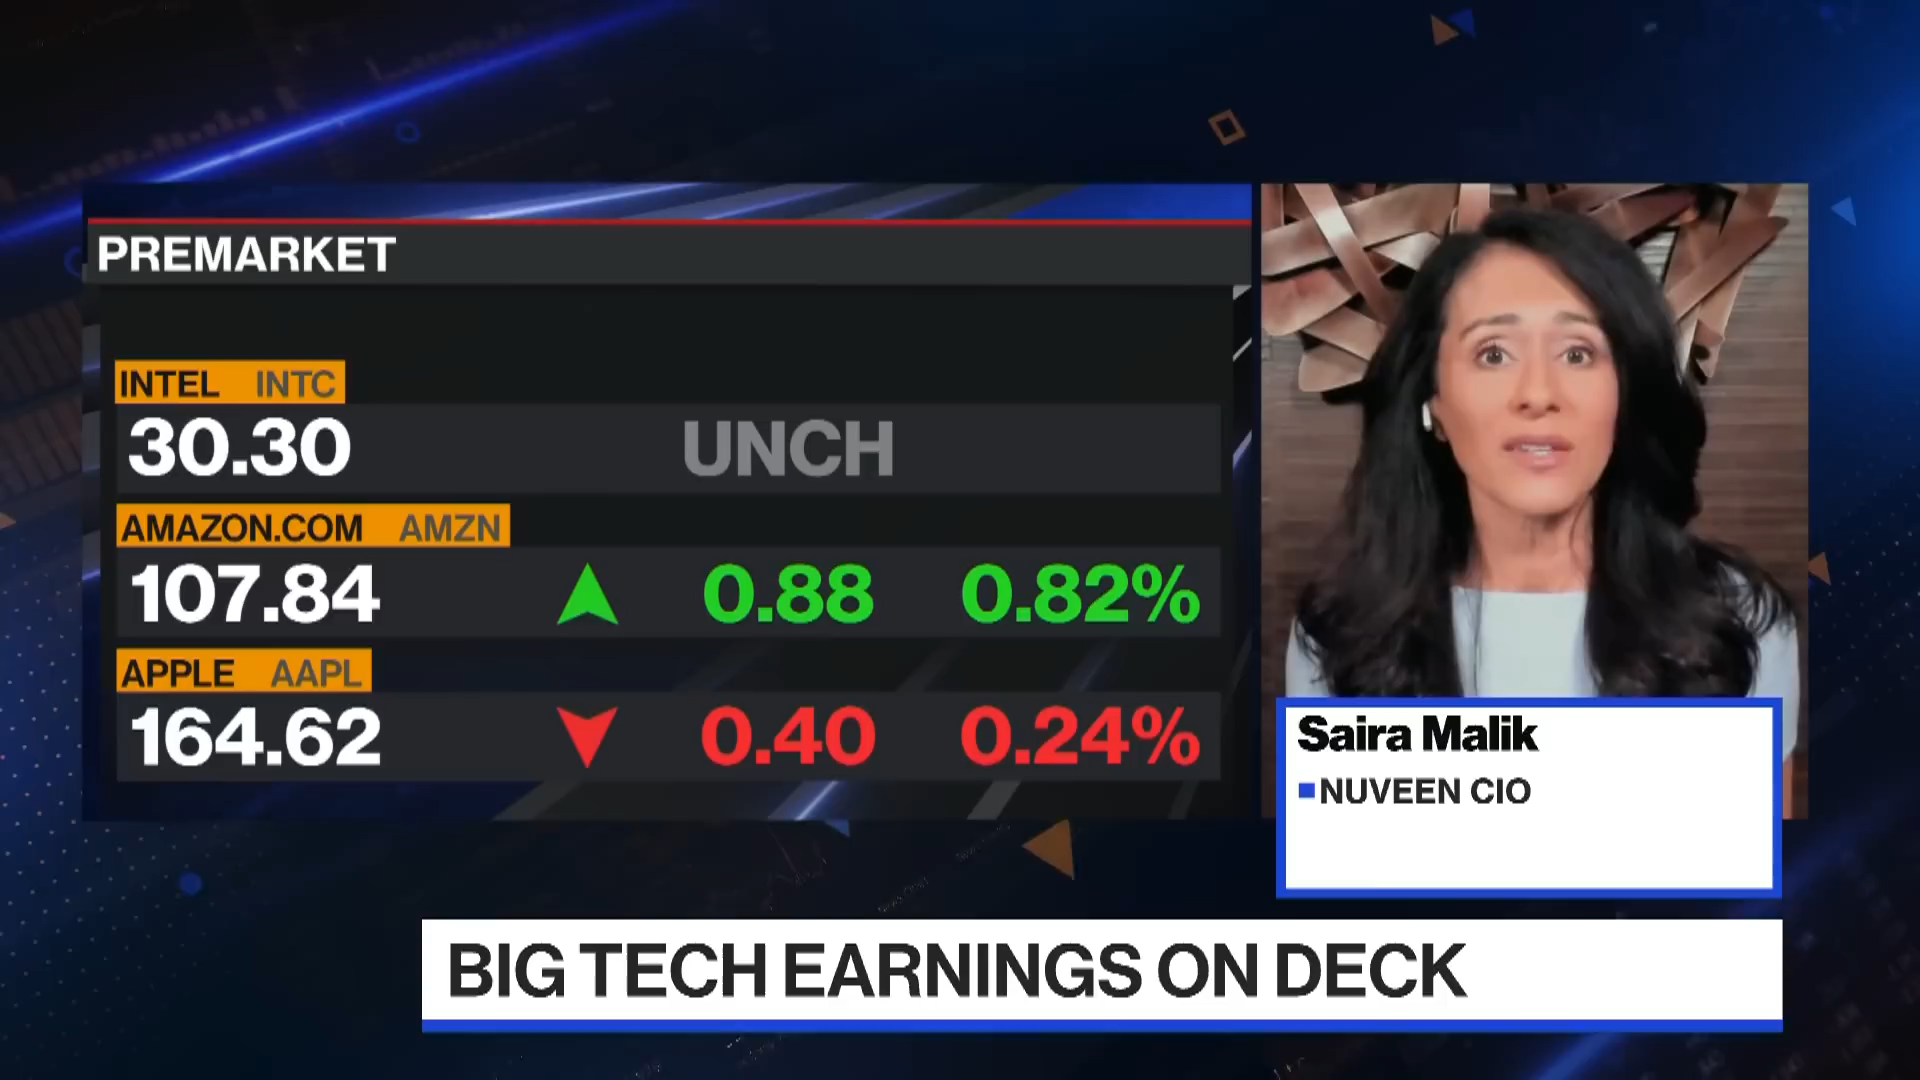 PREMARKET
INTEL INTC
30.30 UNCH
AMAZON.COM AMZN
107.84 ▲ 0.88 0.82%
APPLE AAPL
164.62 ▼ 0.40 0.24%
Saira Malik
NUVEEN CIO
BIG TECH EARNINGS ON DECK